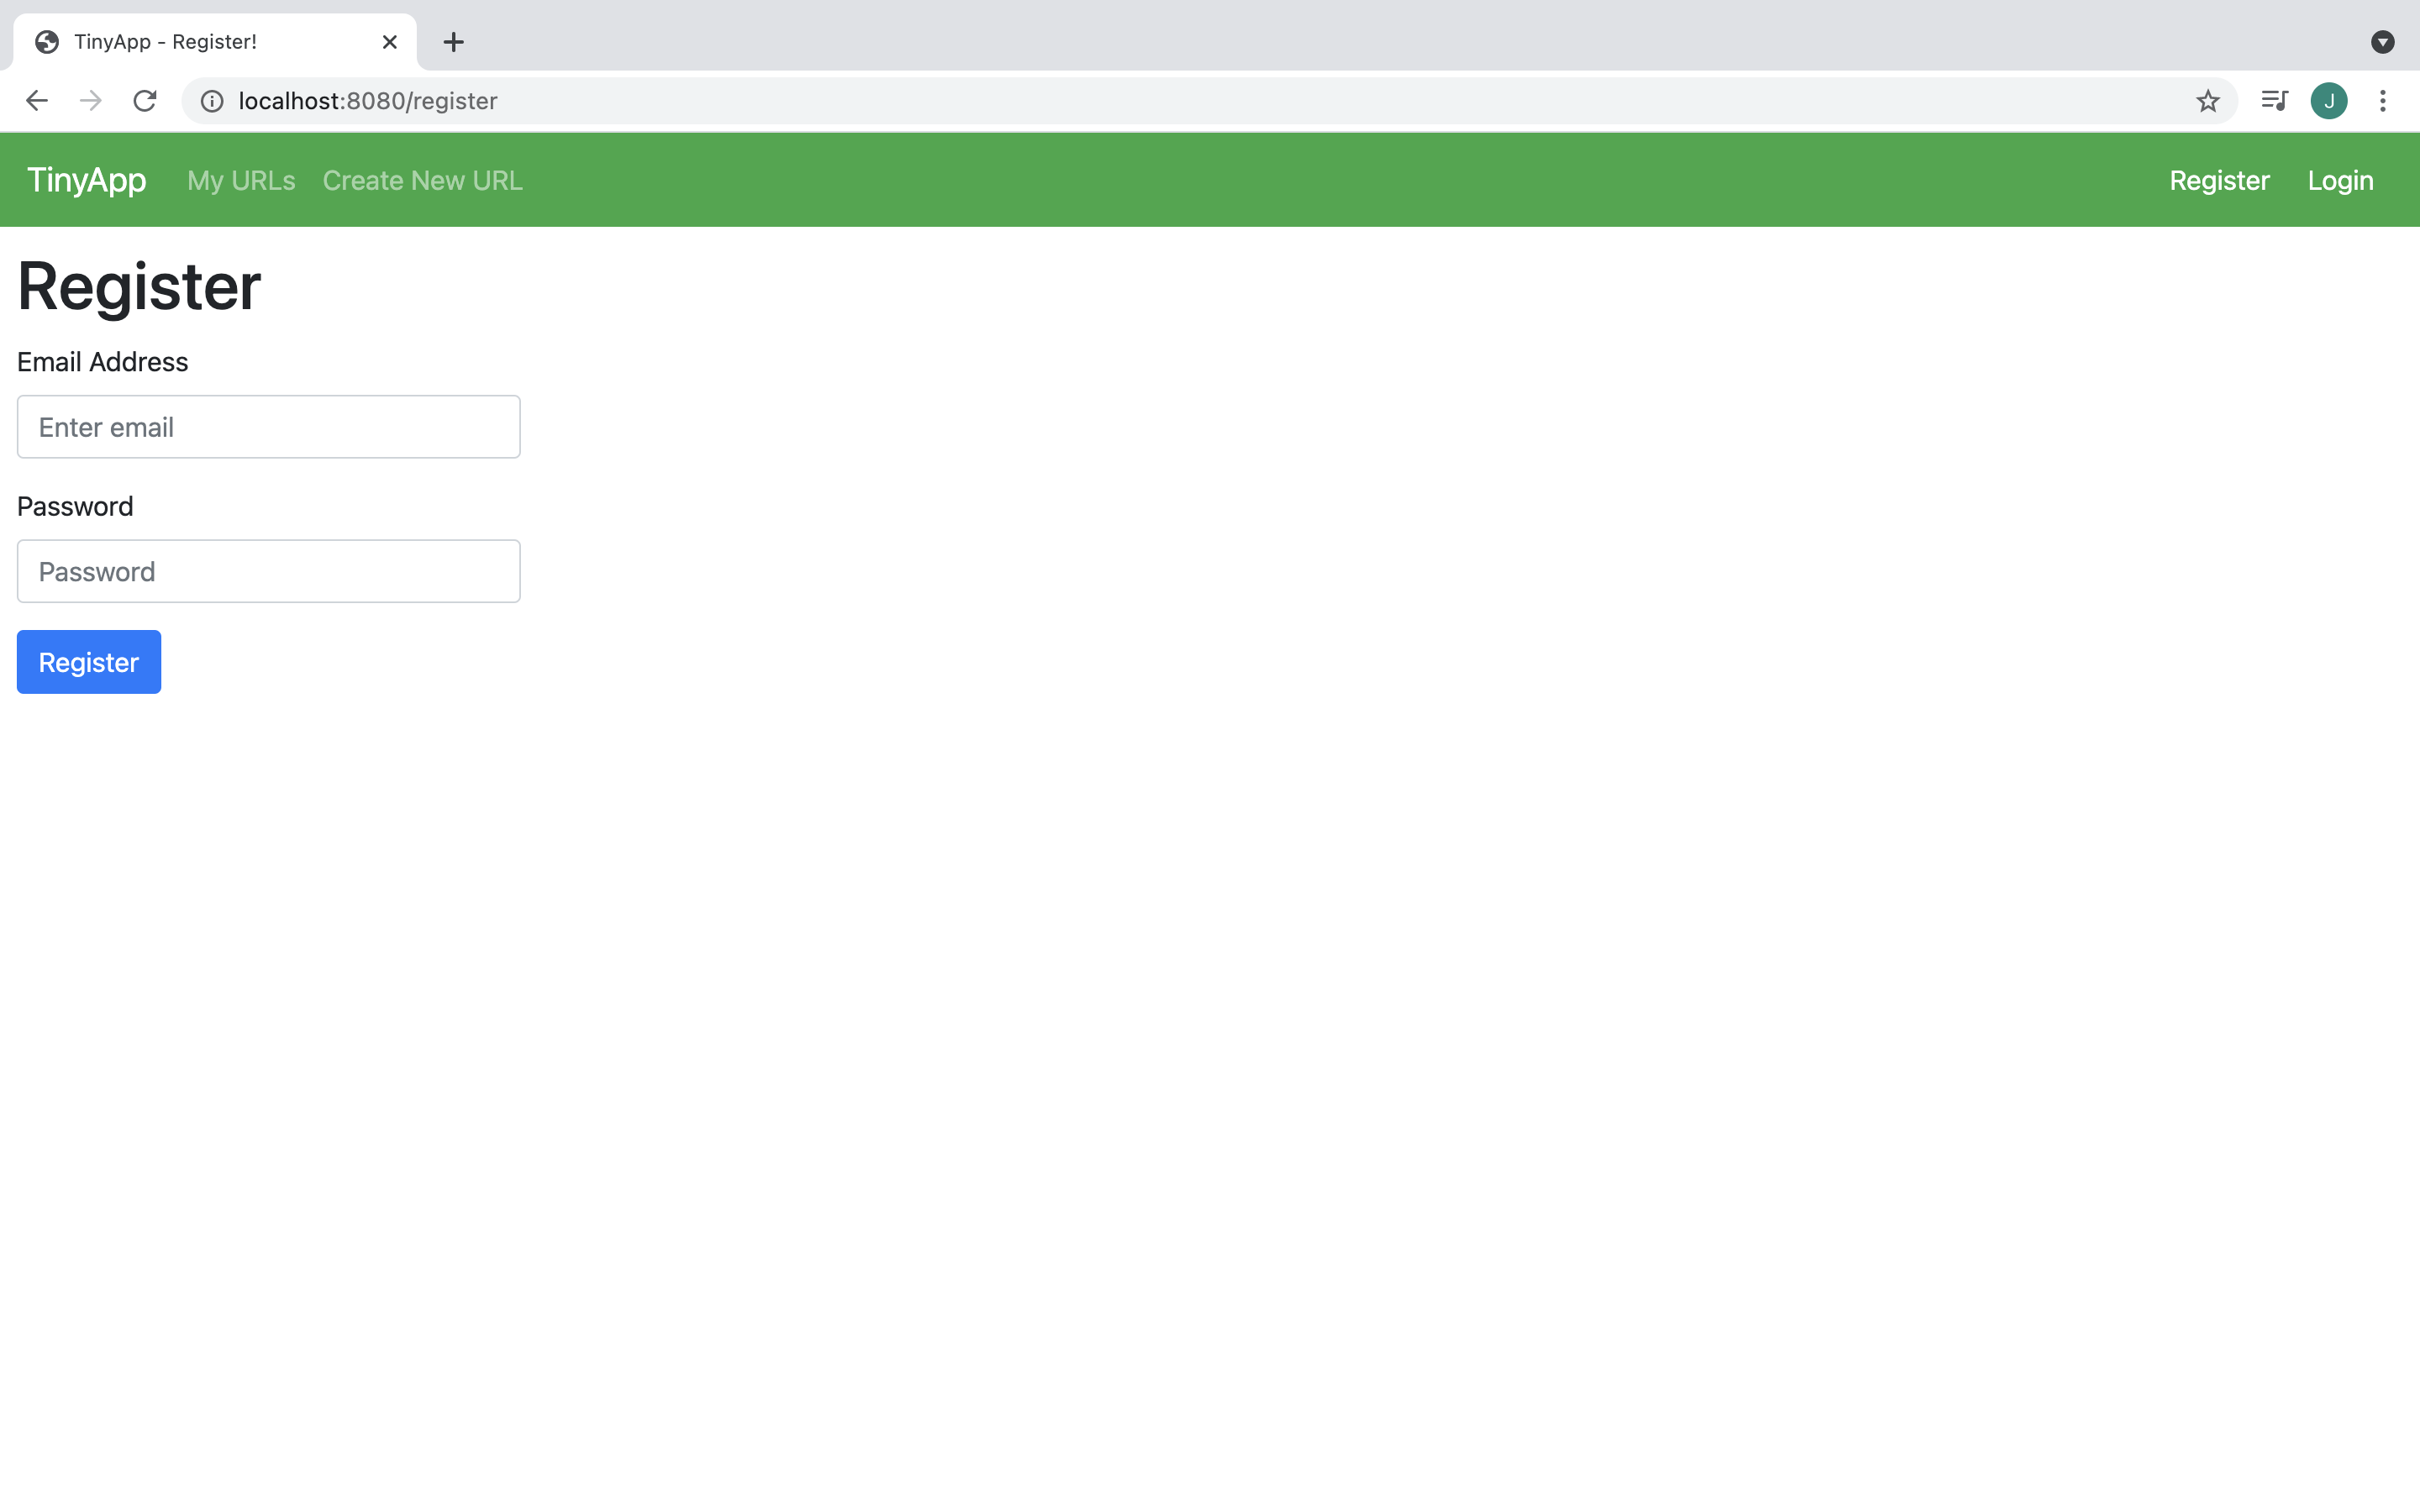 TinyApp - Register!
localhost:8080/register
J
TinyApp My URLs Create New URL Register Login
Register
Email Address
Enter email
Password
Password
Register